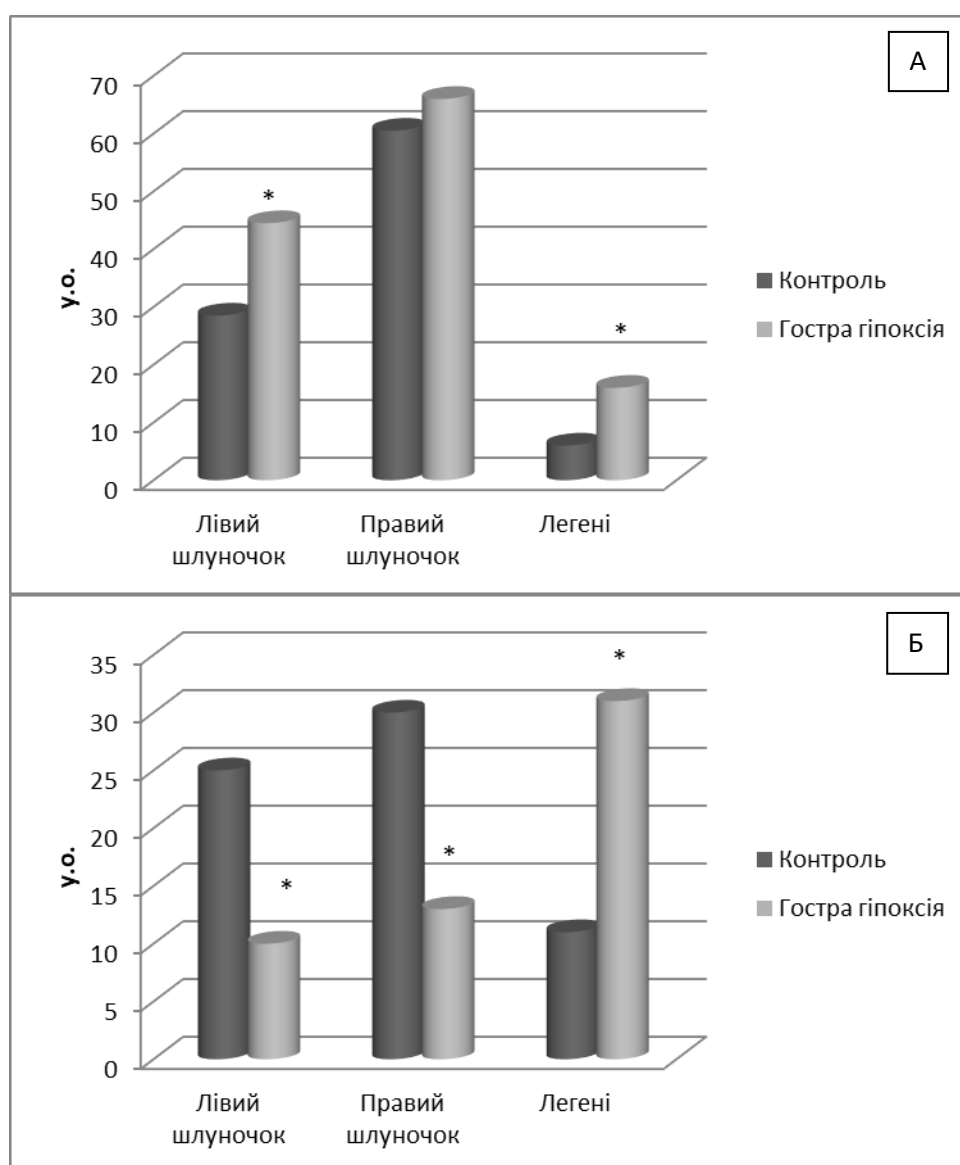 А
70
60
50
40
30
20
10
0
у.о.
*
*
Контроль
Гостра гіпоксія
Лівий
шлуночок
Правий
шлуночок
Легені
Б
35
30
25
20
15
10
5
0
у.о.
*
*
*
Контроль
Гостра гіпоксія
Лівий
шлуночок
Правий
шлуночок
Легені